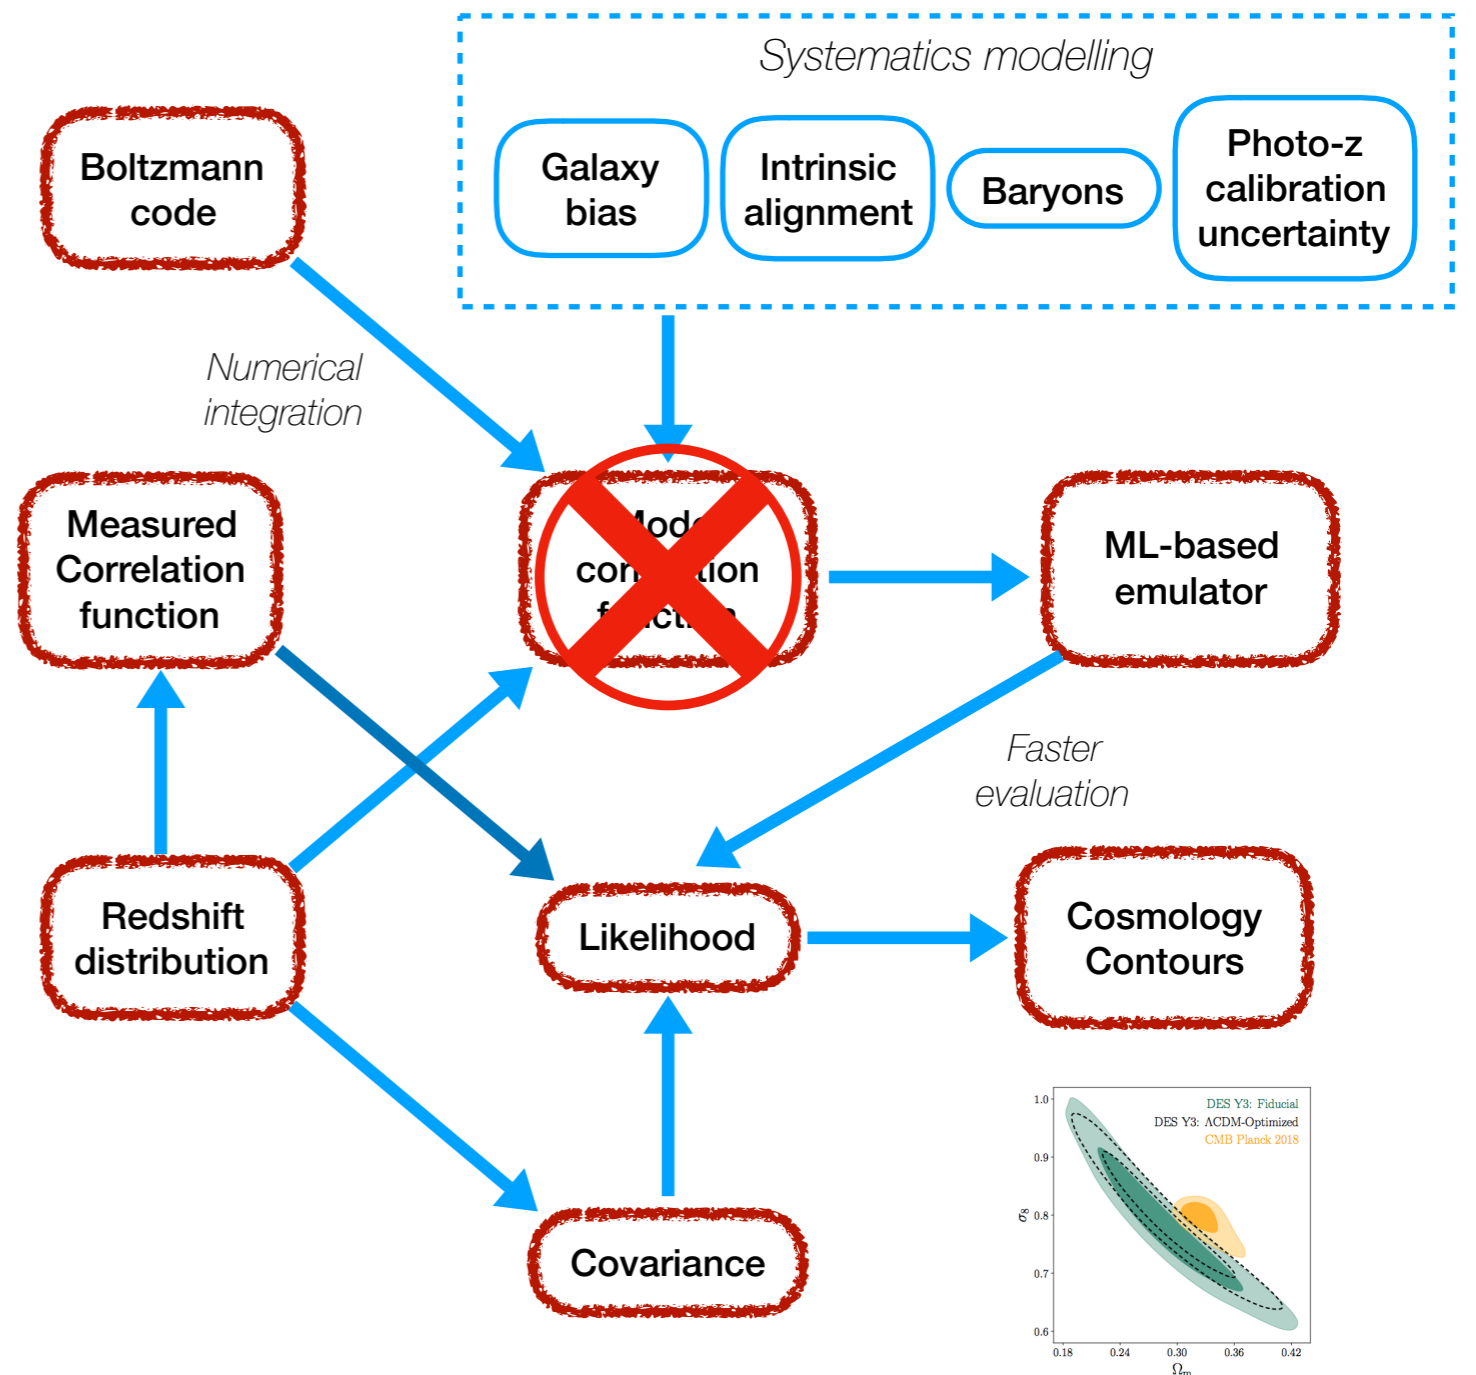 Systematics modelling
Boltzmann
code
Galaxy
bias
Intrinsic
alignment
Baryons
Photo-z
calibration
uncertainty
Numerical
integration
Measured
Correlation
function
ML-based
emulator
Faster
evaluation
Redshift
distribution
Likelihood
Cosmology
Contours
Covariance
DES Y3: Fiducial
DES Y3: ΛCDM-Optimized
CMB Planck 2018
1.0
0.9
0.8
0.7
0.6
σ8
0.18 0.24 0.30 0.36 0.42
Ωm